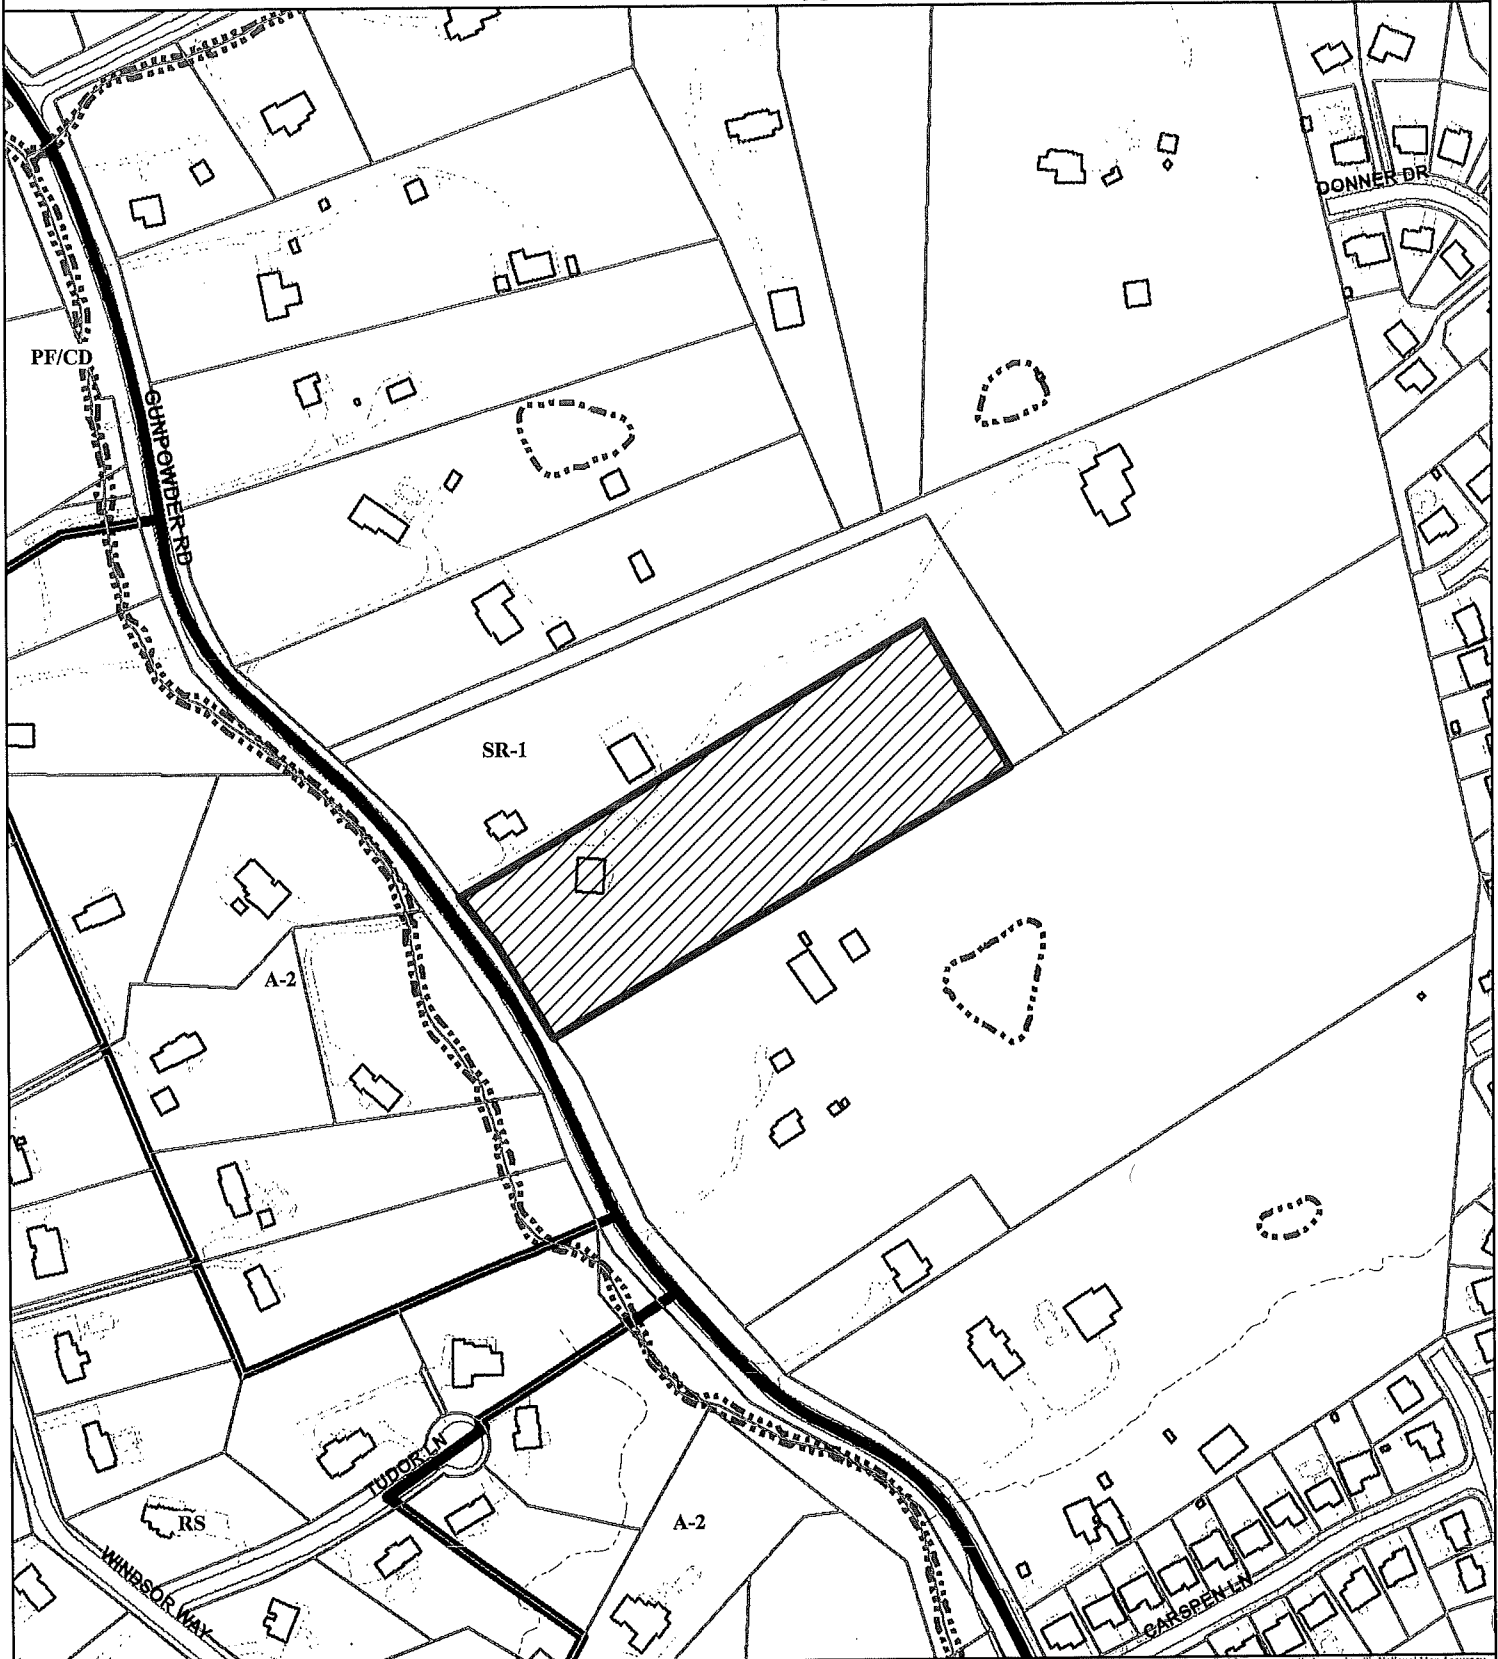 DONNER DR
PF/CD
GUNPOWDER RD
SR-1
A-2
TUDOR LN
RS
A-2
WINDSOR WAY
CARSPEN LN